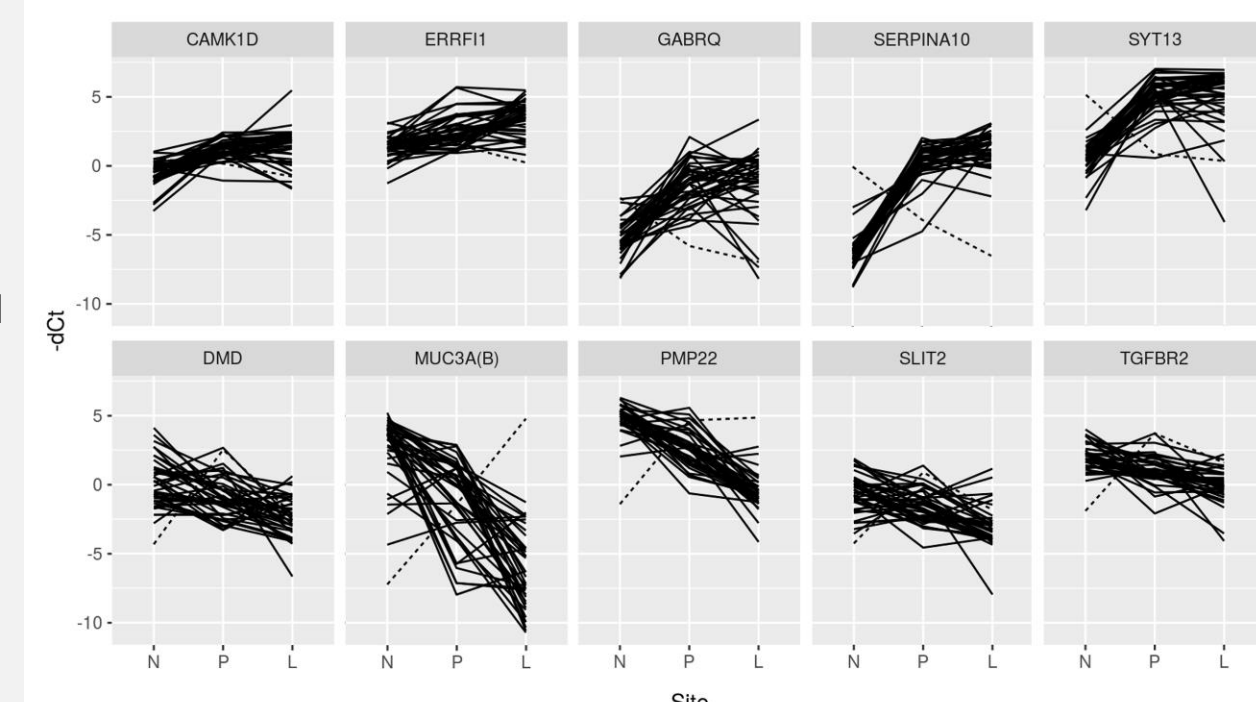 CAMK1D ERRFI1 GABRQ SERPINA10 SYT13
5
0
-5
-10
-dCt
DMD MUC3A(B) PMP22 SLIT2 TGFBR2
5
0
-5
-10
N P L N P L N P L N P L N P L
Site